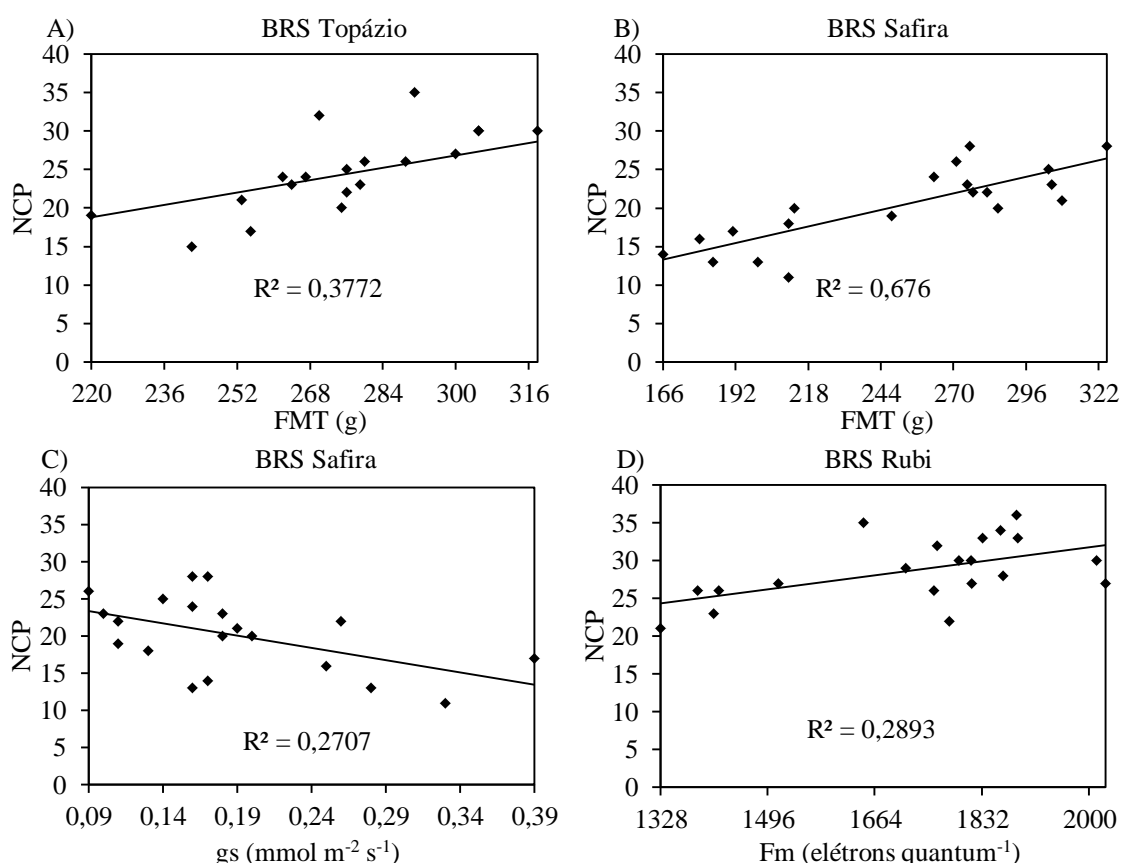 A) BRS Topázio
40
35
30
25
20
15
10
5
0
NCP
R² = 0,3772
220 236 252 268 284 300 316
FMT (g)
B) BRS Safira
40
35
30
25
20
15
10
5
0
NCP
R² = 0,676
166 192 218 244 270 296 322
FMT (g)
C) BRS Safira
40
35
30
25
20
15
10
5
0
NCP
R² = 0,2707
0,09 0,14 0,19 0,24 0,29 0,34 0,39
gs (mmol m⁻² s⁻¹)
D) BRS Rubi
40
35
30
25
20
15
10
5
0
NCP
R² = 0,2893
1328 1496 1664 1832 2000
Fm (elétrons quantum⁻¹)